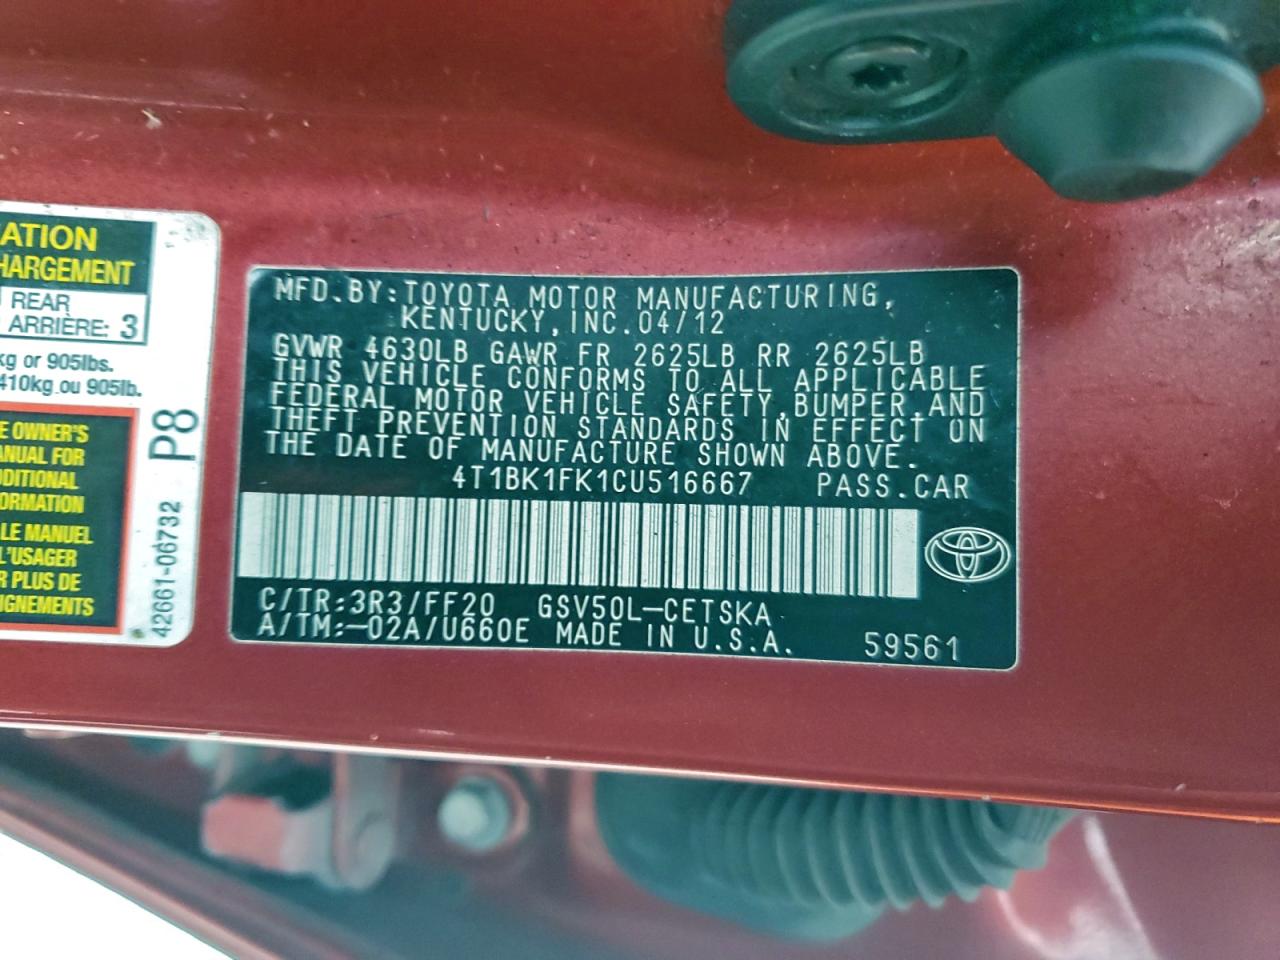 ATION
HARGEMENT
REAR
ARRIÈRE: 3
kg or 905lbs.
410kg ou 905lb.
E OWNER'S
ANUAL FOR
DDITIONAL
FORMATION
LE MANUEL
L'USAGER
R PLUS DE
IGNEMENTS
P8
42661-06732
MFD.BY:TOYOTA MOTOR MANUFACTURING,
KENTUCKY,INC.04/12
GVWR 4630LB GAWR FR 2625LB RR 2625LB
THIS VEHICLE CONFORMS TO ALL APPLICABLE
FEDERAL MOTOR VEHICLE SAFETY,BUMPER,AND
THEFT PREVENTION STANDARDS IN EFFECT ON
THE DATE OF MANUFACTURE SHOWN ABOVE.
4T1BK1FK1CU516667 PASS.CAR
C/TR:3R3/FF20 GSV50L-CETSKA
A/TM:-02A/U660E MADE IN U.S.A. 59561